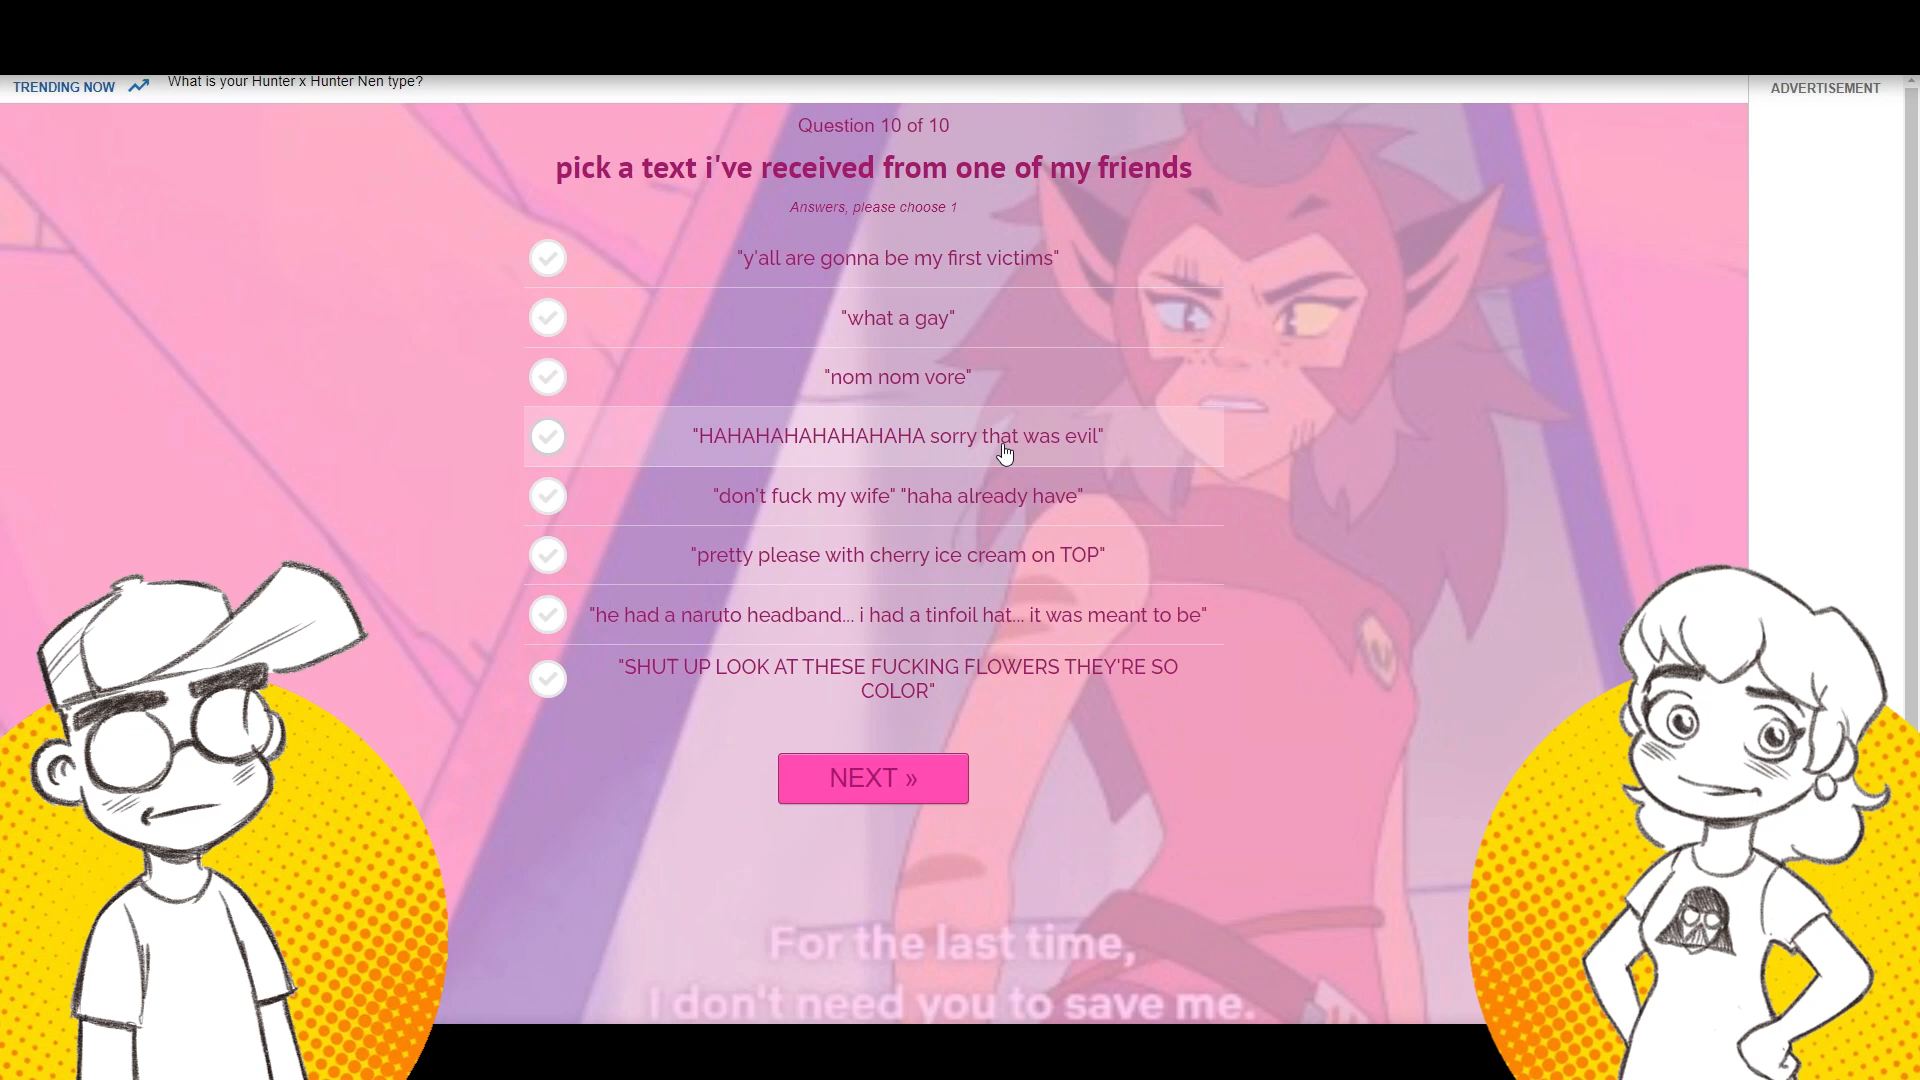 TRENDING NOW
What is your Hunter x Hunter Nen type?
ADVERTISEMENT
Question 10 of 10
pick a text i've received from one of my friends
Answers, please choose 1
"y'all are gonna be my first victims"
"what a gay"
"nom nom vore"
"HAHAHAHAHAHAHAHA sorry that was evil"
"don't fuck my wife" "haha already have"
"pretty please with cherry ice cream on TOP"
"he had a naruto headband... i had a tinfoil hat... it was meant to be"
"SHUT UP LOOK AT THESE FUCKING FLOWERS THEY'RE SO
COLOR"
NEXT »
For the last time,
I don't need you to save me.